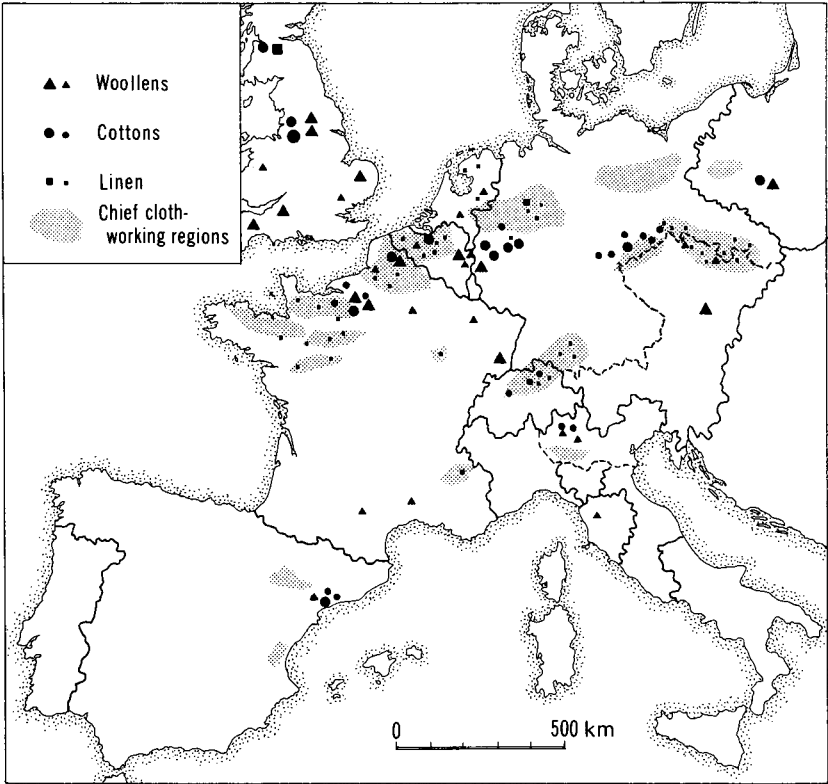 Woollens
Cottons
Linen
Chief cloth-
working regions
0 500 km